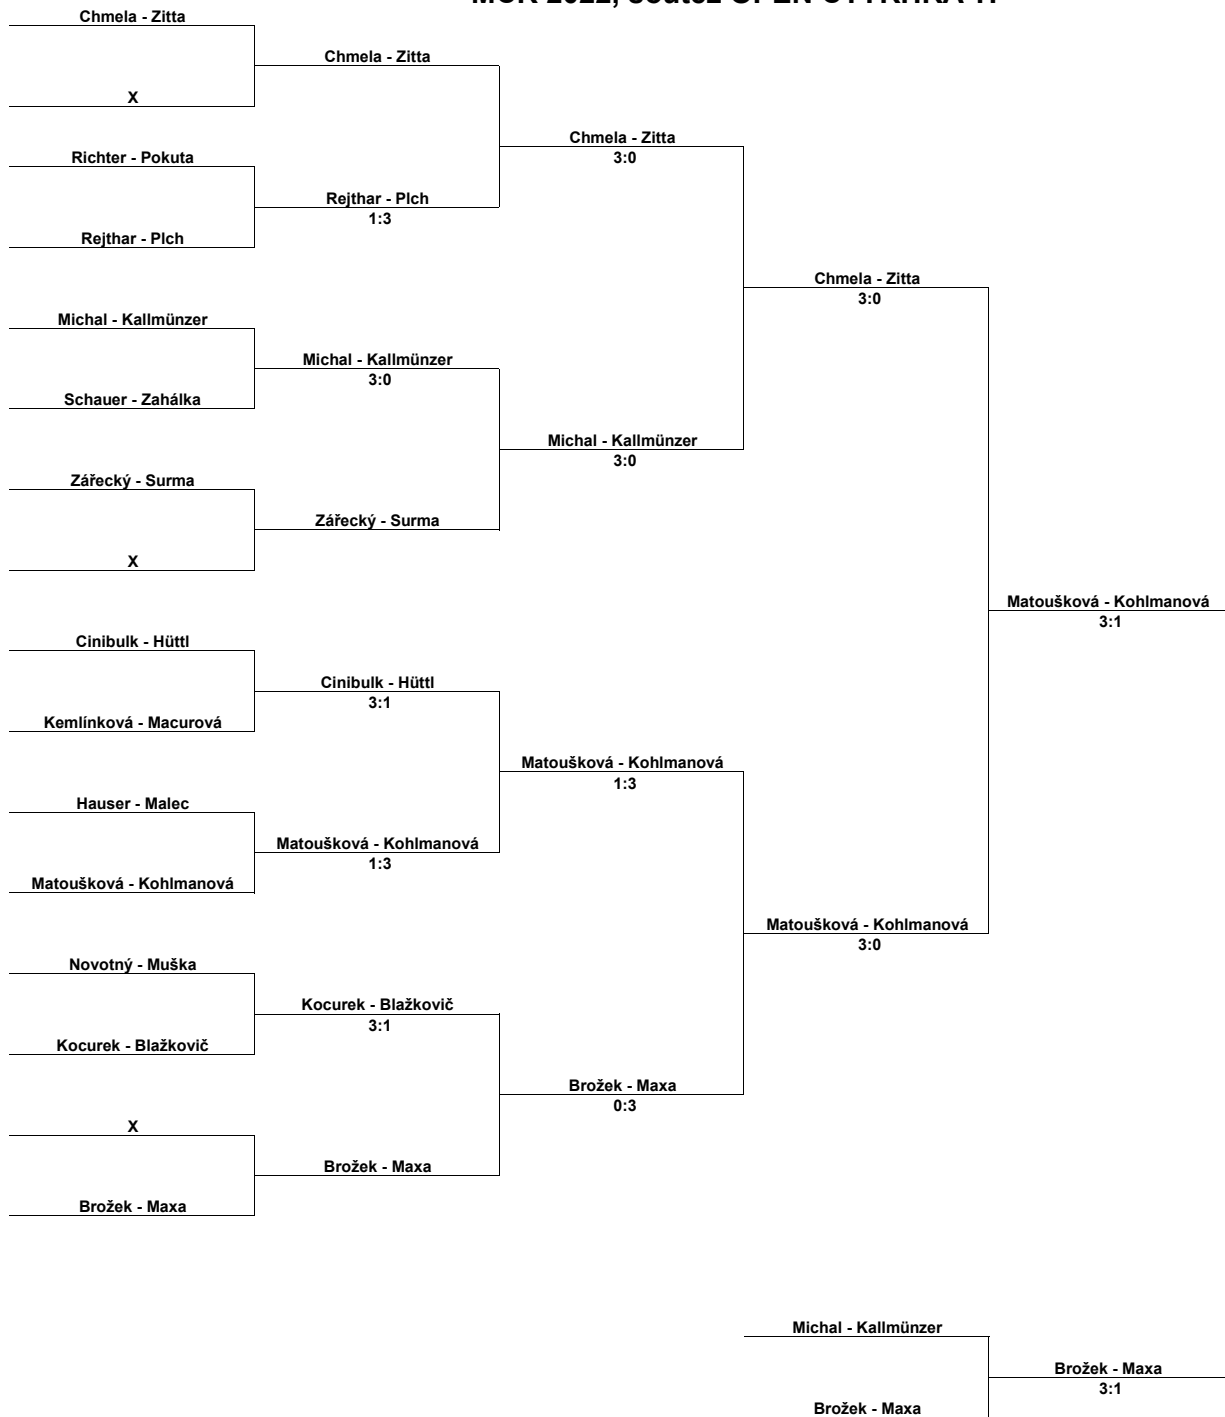 Chmela - Zitta
Chmela - Zitta
X
Chmela - Zitta
3:0
Richter - Pokuta
Rejthar - Plch
1:3
Rejthar - Plch
Chmela - Zitta
3:0
Michal - Kallmünzer
Michal - Kallmünzer
3:0
Schauer - Zahálka
Michal - Kallmünzer
3:0
Zářecký - Surma
Zářecký - Surma
X
Matoušková - Kohlmanová
3:1
Cinibulk - Hüttl
Cinibulk - Hüttl
3:1
Kemlínková - Macurová
Matoušková - Kohlmanová
1:3
Hauser - Malec
Matoušková - Kohlmanová
1:3
Matoušková - Kohlmanová
Matoušková - Kohlmanová
3:0
Novotný - Muška
Kocurek - Blažkovič
3:1
Kocurek - Blažkovič
Brožek - Maxa
0:3
X
Brožek - Maxa
Brožek - Maxa
Michal - Kallmünzer
Brožek - Maxa
3:1
Brožek - Maxa